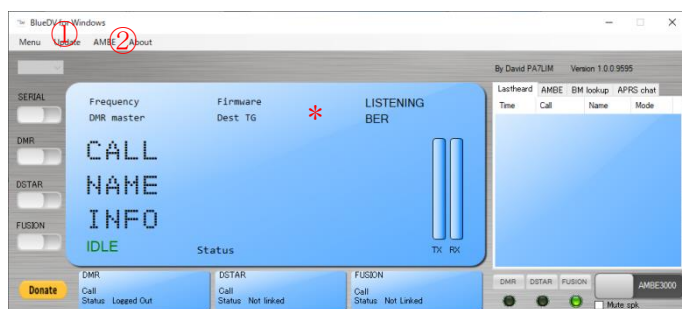 BlueDV for Windows
①
②
Menu Update AMBE About
By David PA7LIM Version 1.0.0.9595
SERIAL
DMR
DSTAR
FUSION
Frequency Firmware LISTENING
DMR master Dest TG * BER
CALL
NAME
INFO
IDLE Status TX RX
Lastheard AMBE BM lookup APRS chat
Time Call Name Mode
Donate
DMR
Call
Status Logged Out
DSTAR
Call
Status Not linked
FUSION
Call
Status Not Linked
DMR DSTAR FUSION AMBE3000
Mute spk